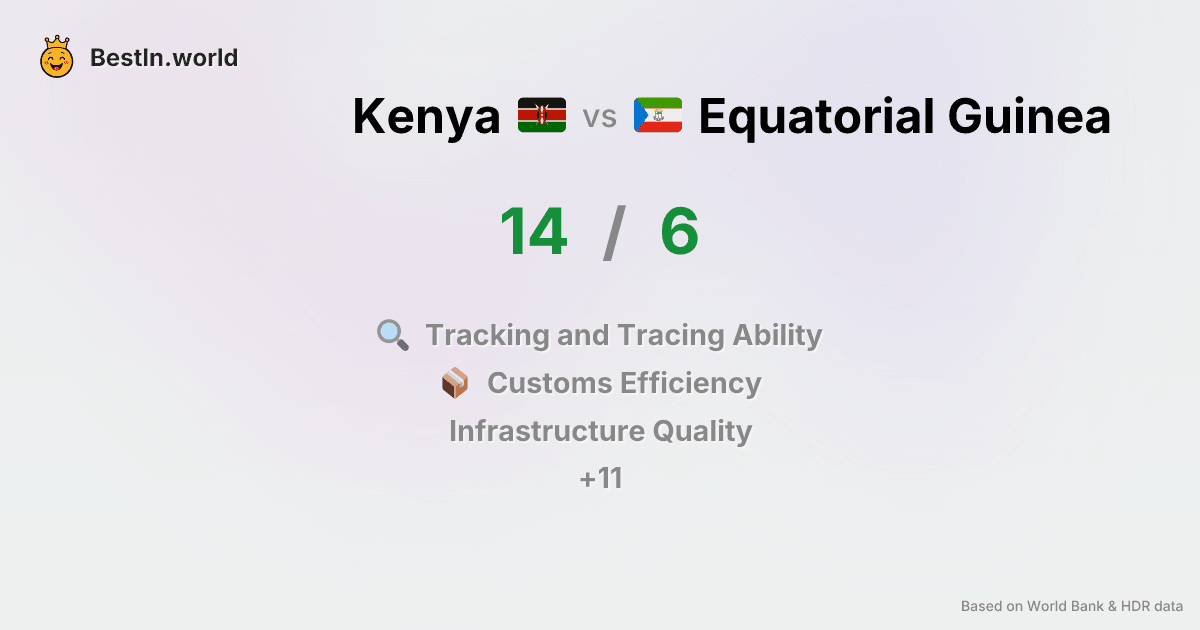 BestIn.world
Kenya vs Equatorial Guinea
14 / 6
Tracking and Tracing Ability
Customs Efficiency
Infrastructure Quality
+11
Based on World Bank & HDR data